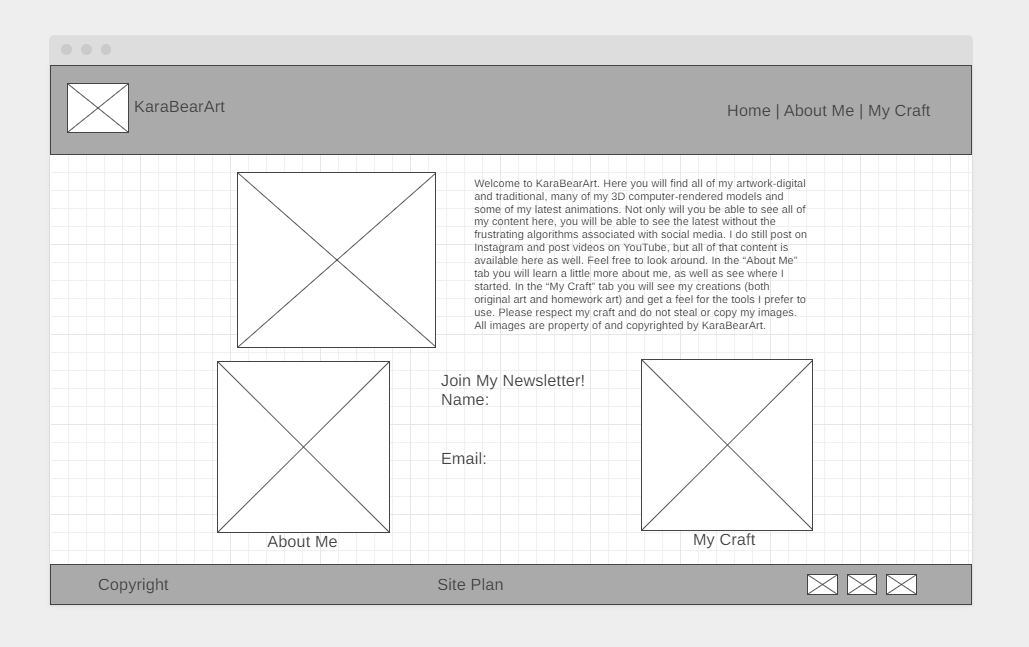 KaraBearArt
Home | About Me | My Craft
Welcome to KaraBearArt. Here you will find all of my artwork-digital
and traditional, many of my 3D computer-rendered models and
some of my latest animations. Not only will you be able to see all of
my content here, you will be able to see the latest without the
frustrating algorithms associated with social media. I do still post on
Instagram and post videos on YouTube, but all of that content is
available here as well. Feel free to look around. In the “About Me”
tab you will learn a little more about me, as well as see where I
started. In the “My Craft” tab you will see my creations (both
original art and homework art) and get a feel for the tools I prefer to
use. Please respect my craft and do not steal or copy my images.
All images are property of and copyrighted by KaraBearArt.
Join My Newsletter!
Name:
Email:
About Me
My Craft
Copyright
Site Plan